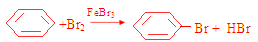 +Br₂ FeBr₃ Br + HBr